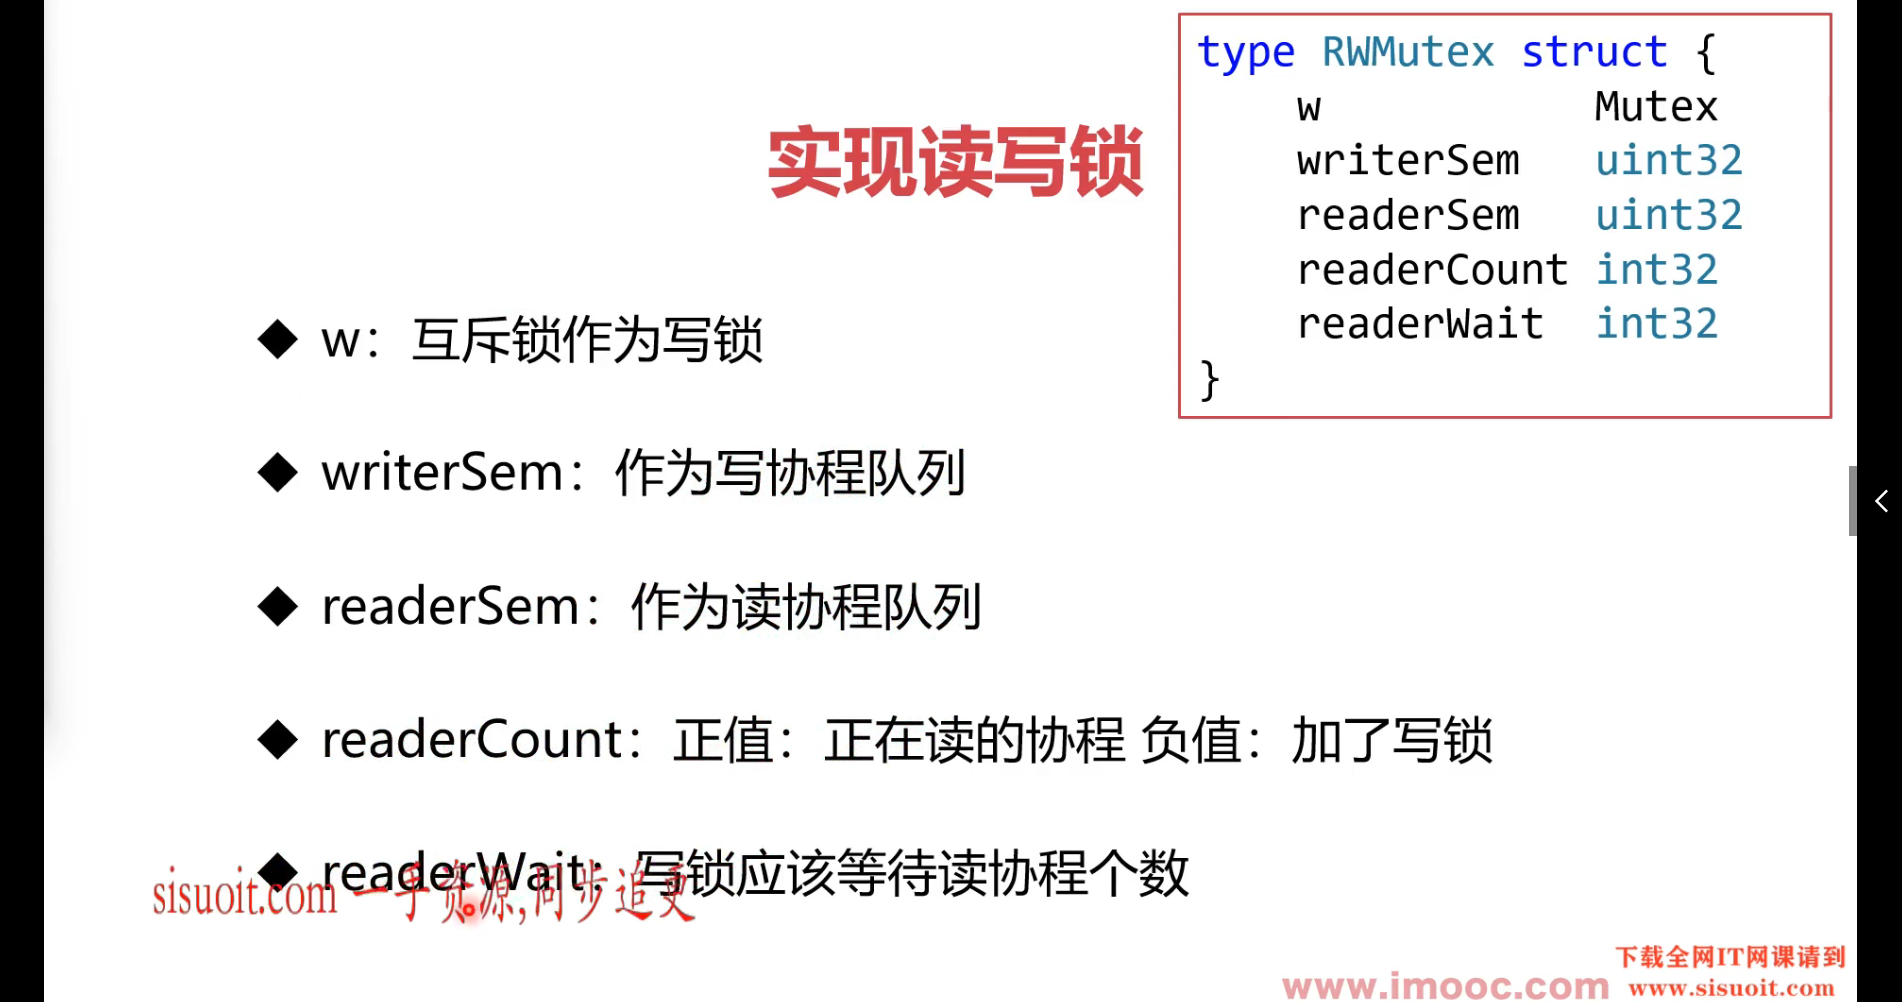 实现读写锁
type RWMutex struct {
w Mutex
writerSem uint32
readerSem uint32
readerCount int32
readerWait int32
}
◆ w：互斥锁作为写锁
◆ writerSem：作为写协程队列
◆ readerSem：作为读协程队列
◆ readerCount：正值：正在读的协程 负值：加了写锁
◆ readerWait：写锁应该等待读协程个数
sisuoit.com 一手资源,同步追更
下载全网IT网课请到
www.imooc.com
www.sisuoit.com